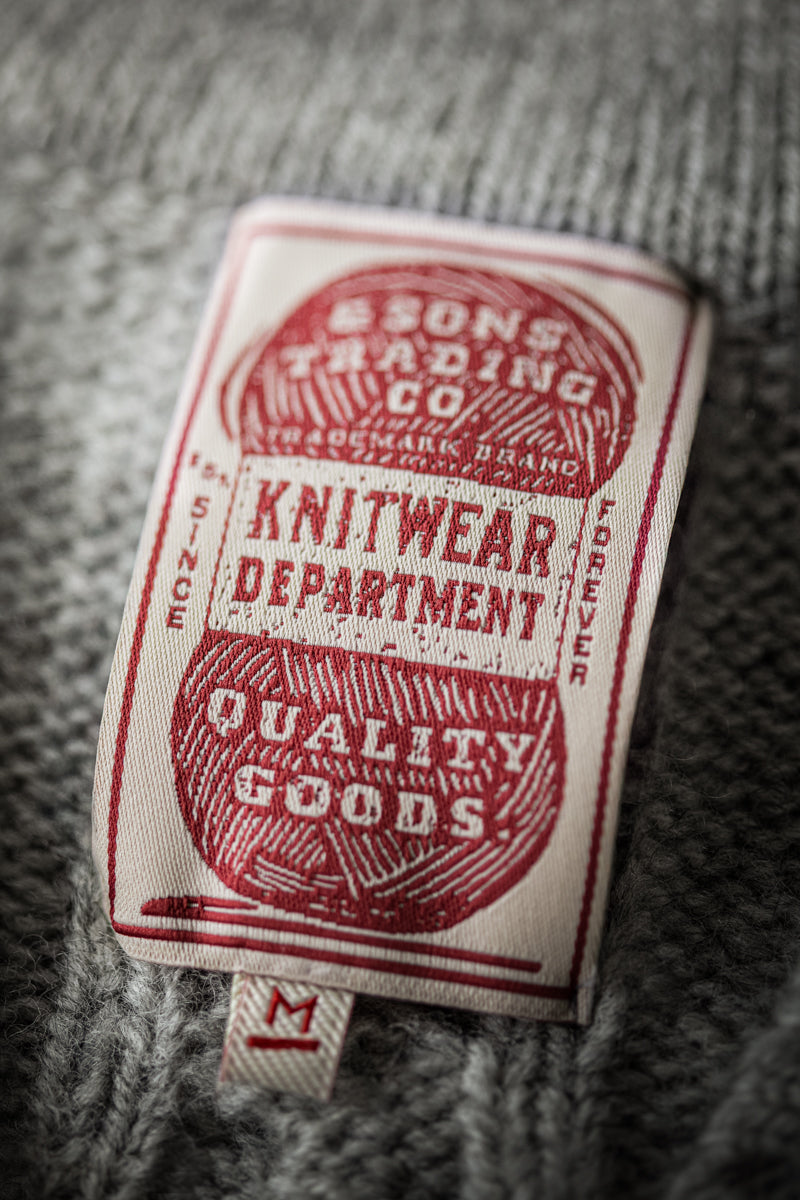 & SONS
TRADING
CO
TRADEMARK BRAND
KNITWEAR
DEPARTMENT
SINCE
FOREVER
QUALITY
GOODS
M